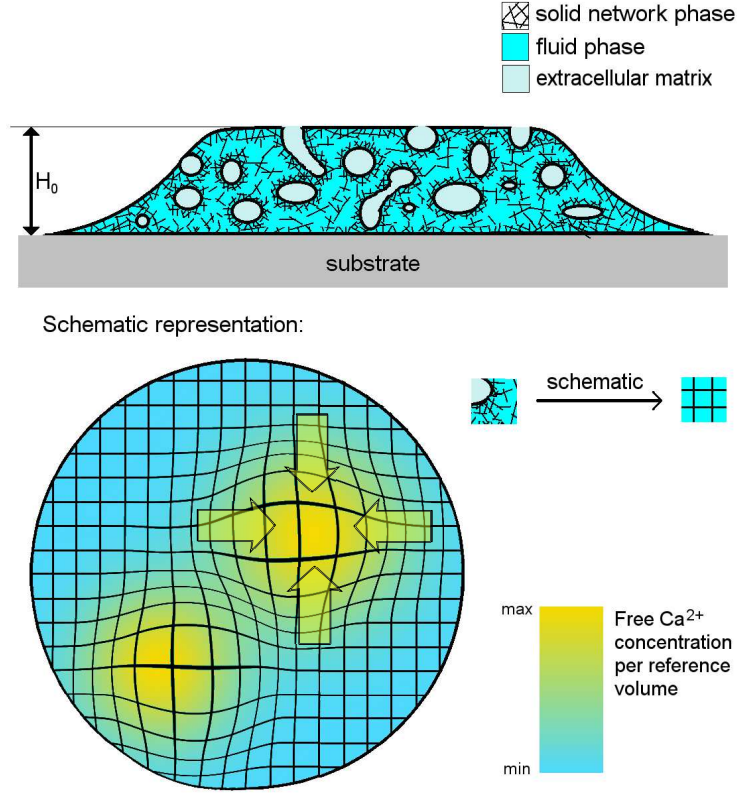 solid network phase
fluid phase
extracellular matrix
H₀
substrate
Schematic representation:
schematic
max
Free Ca²⁺
concentration
per reference
volume
min